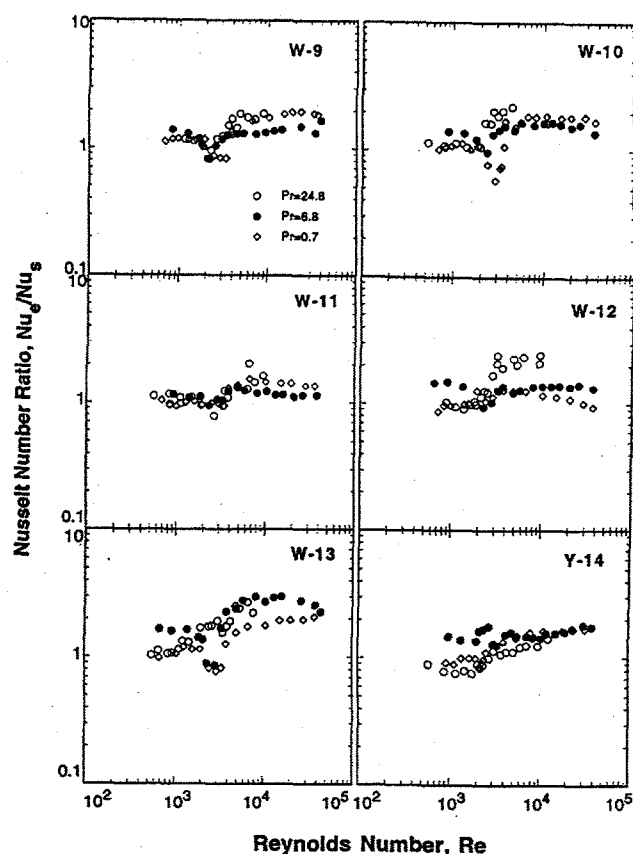 10
W-9
W-10
1
Pr=24.8
Pr=6.8
Pr=0.7
0.1
10
W-11
W-12
1
0.1
10
W-13
Y-14
1
0.1
10² 10³ 10⁴ 10⁵ 10² 10³ 10⁴ 10⁵
Nusselt Number Ratio, Nuₑ/Nuₛ
Reynolds Number, Re